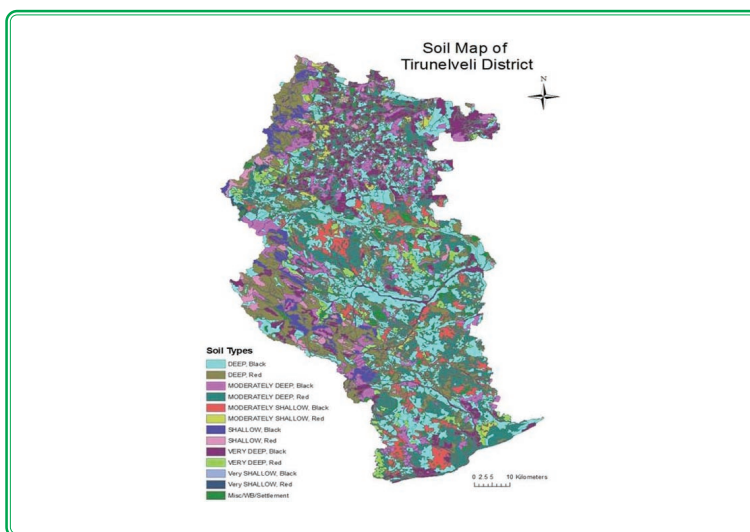 Soil Map of
Tirunelveli District
N
Soil Types
DEEP, Black
DEEP, Red
MODERATELY DEEP, Black
MODERATELY DEEP, Red
MODERATELY SHALLOW, Black
MODERATELY SHALLOW, Red
SHALLOW, Black
SHALLOW, Red
VERY DEEP, Black
VERY DEEP, Red
Very SHALLOW, Black
Very SHALLOW, Red
Misc/WB/Settlement
0 2.5 5 10 Kilometers